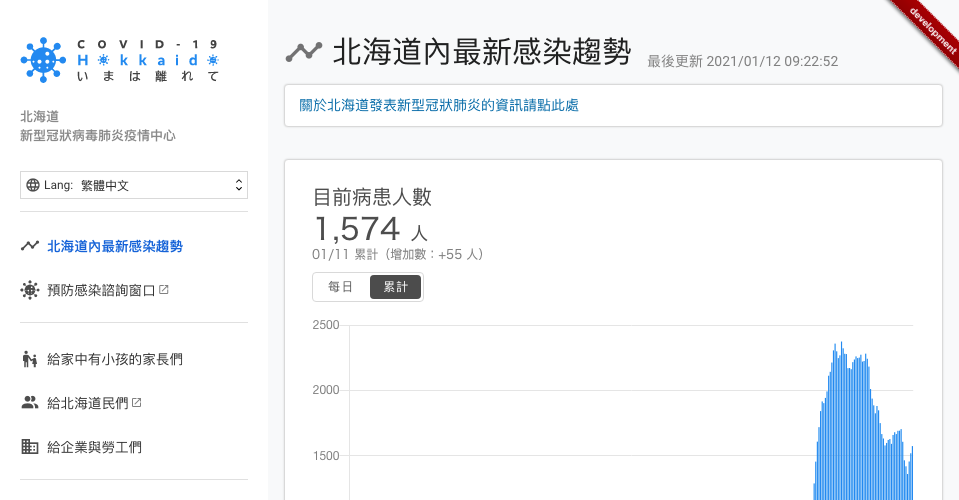 COVID-19
Hokkaido
いまは離れて
北海道
新型冠狀病毒肺炎疫情中心
Lang: 繁體中文
北海道內最新感染趨勢
預防感染諮詢窗口
給家中有小孩的家長們
給北海道民們
給企業與勞工們
development
北海道內最新感染趨勢
最後更新 2021/01/12 09:22:52
關於北海道發表新型冠狀肺炎的資訊請點此處
目前病患人數
1,574 人
01/11 累計（增加數：+55 人）
每日 累計
2500
2000
1500